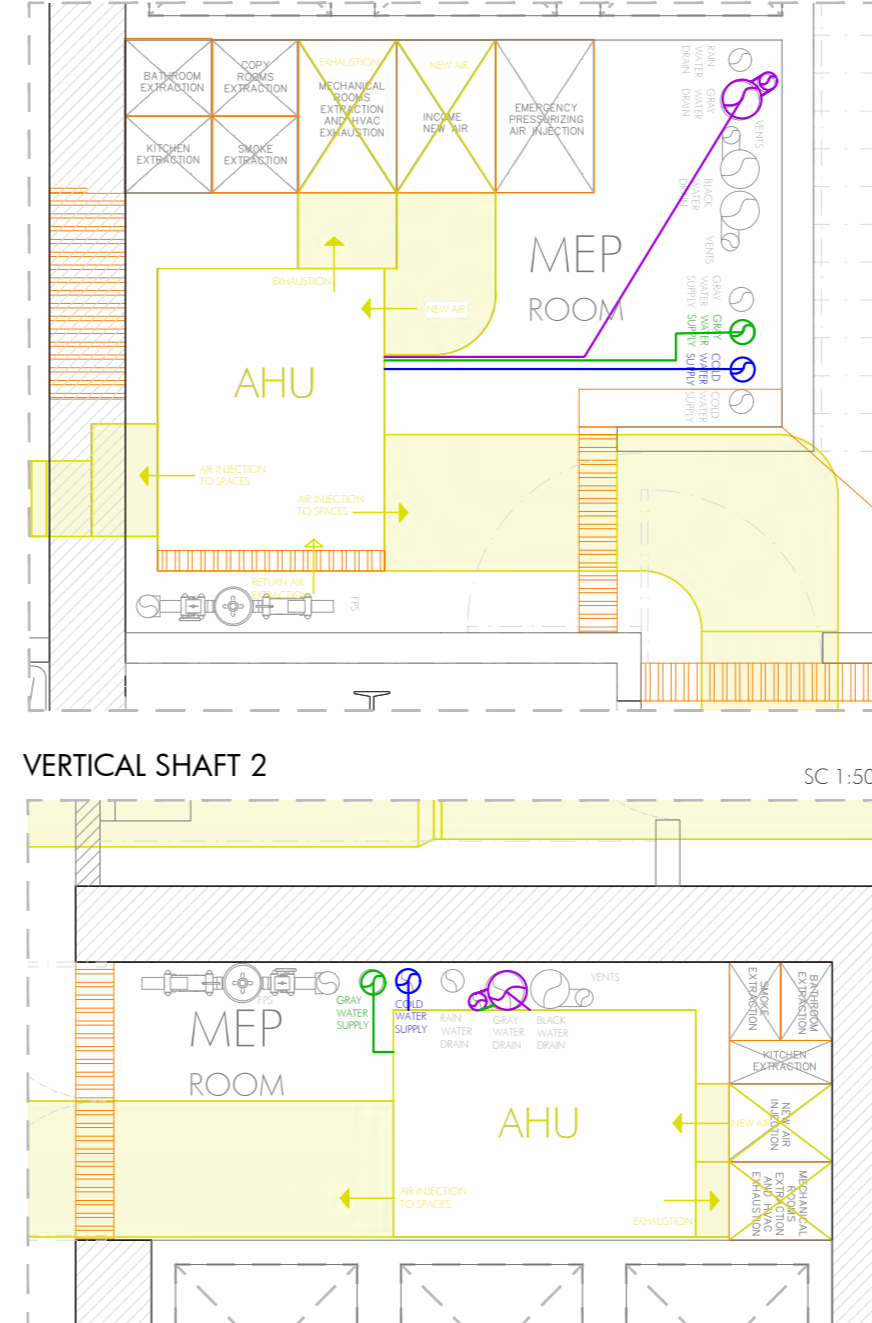 BATHROOM
EXTRACTION
COPY
ROOMS
EXTRACTION
EXHAUSTION
MECHANICAL
ROOMS
EXTRACTION
AND HVAC
EXHAUSTION
NEW AIR
INCOME
NEW AIR
EMERGENCY
PRESSURIZING
AIR INJECTION
KITCHEN
EXTRACTION
SMOKE
EXTRACTION
RAIN
WATER
DRAIN
GRAY
WATER
DRAIN
VENTS
BLACK
WATER
DRAIN
VENTS
GRAY
WATER
SUPPLY
GRAY
WATER
SUPPLY
COLD
WATER
SUPPLY
COLD
WATER
SUPPLY
MEP
ROOM
EXHAUSTION
NEW AIR
AHU
AIR INJECTION
TO SPACES
AIR INJECTION
TO SPACES
RETURN AIR
EXTRACTION
FPS
VERTICAL SHAFT 2
SC 1:50
FPS
MEP
ROOM
GRAY
WATER
SUPPLY
COLD
WATER
SUPPLY
RAIN
WATER
DRAIN
GRAY
WATER
DRAIN
BLACK
WATER
DRAIN
VENTS
SMOKE
EXTRACTION
BATHROOM
EXTRACTION
KITCHEN
EXTRACTION
AHU
NEW AIR
NEW AIR
INJECTION
AIR INJECTION
TO SPACES
EXHAUSTION
MECHANICAL
ROOMS
EXTRACTION
AND HVAC
EXHAUSTION